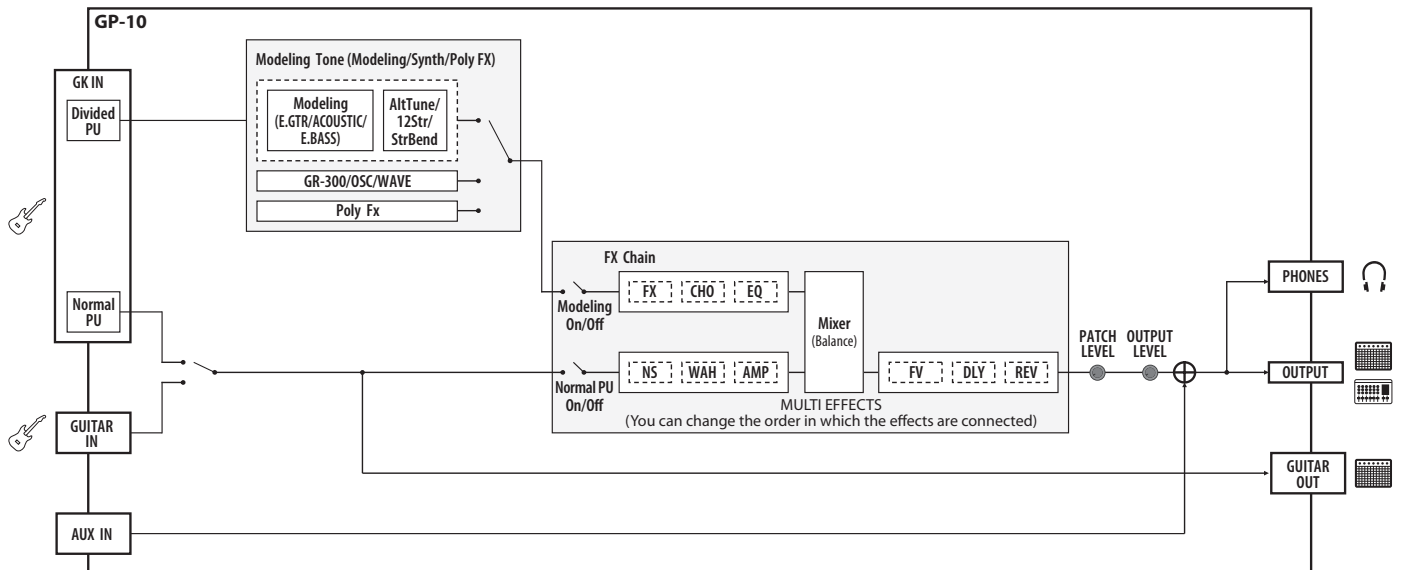 GP-10
Modeling Tone (Modeling/Synth/Poly FX)
GK IN
Divided
PU
Modeling
(E.GTR/ACOUSTIC/
E.BASS)
AltTune/
12Str/
StrBend
GR-300/OSC/WAVE
Poly Fx
Normal
PU
FX Chain
Modeling
On/Off
FX
CHO
EQ
Mixer
(Balance)
Normal PU
On/Off
NS
WAH
AMP
FV
DLY
REV
MULTI EFFECTS
(You can change the order in which the effects are connected)
PATCH
LEVEL
OUTPUT
LEVEL
PHONES
OUTPUT
GUITAR
IN
GUITAR
OUT
AUX IN